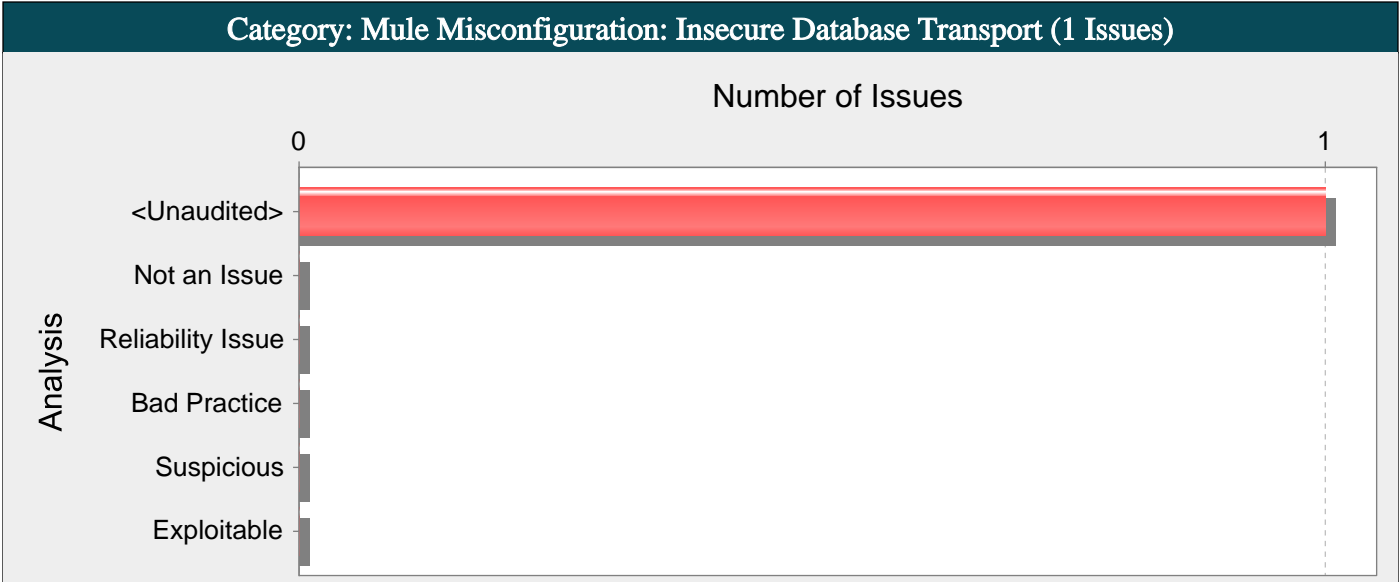 Category: Mule Misconfiguration: Insecure Database Transport (1 Issues)
Number of Issues
0 1
<Unaudited>
Not an Issue
Reliability Issue
Bad Practice
Suspicious
Exploitable
Analysis